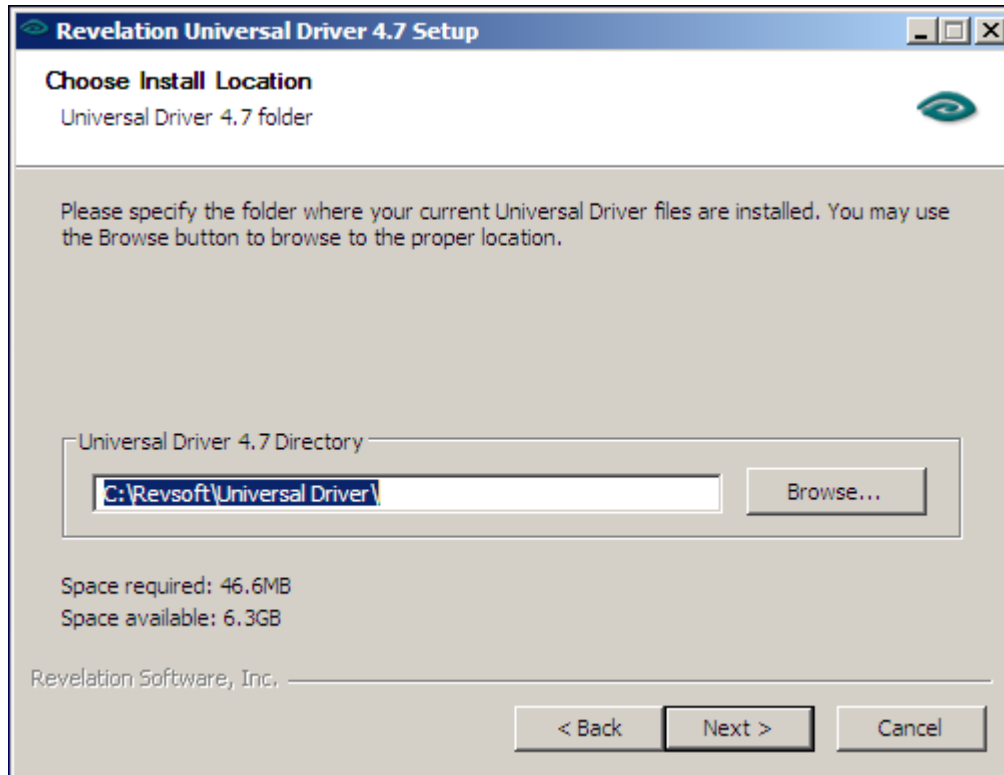 Revelation Universal Driver 4.7 Setup
Choose Install Location
Universal Driver 4.7 folder
Please specify the folder where your current Universal Driver files are installed. You may use
the Browse button to browse to the proper location.
Universal Driver 4.7 Directory
C:\Revsoft\Universal Driver\
Browse...
Space required: 46.6MB
Space available: 6.3GB
Revelation Software, Inc.
< Back
Next >
Cancel